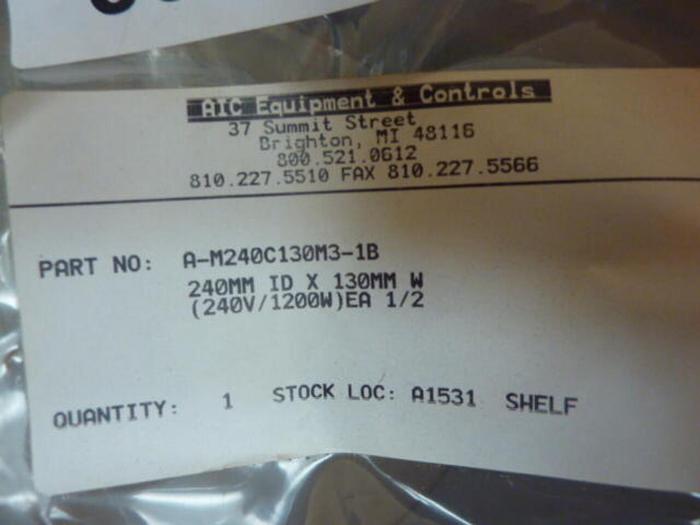 AIC Equipment & Controls
37 Summit Street
Brighton, MI 48116
800.521.0612
810.227.5510 FAX 810.227.5566
PART NO: A-M240C130M3-1B
240MM ID X 130MM W
(240V/1200W)EA 1/2
QUANTITY: 1 STOCK LOC: A1531 SHELF